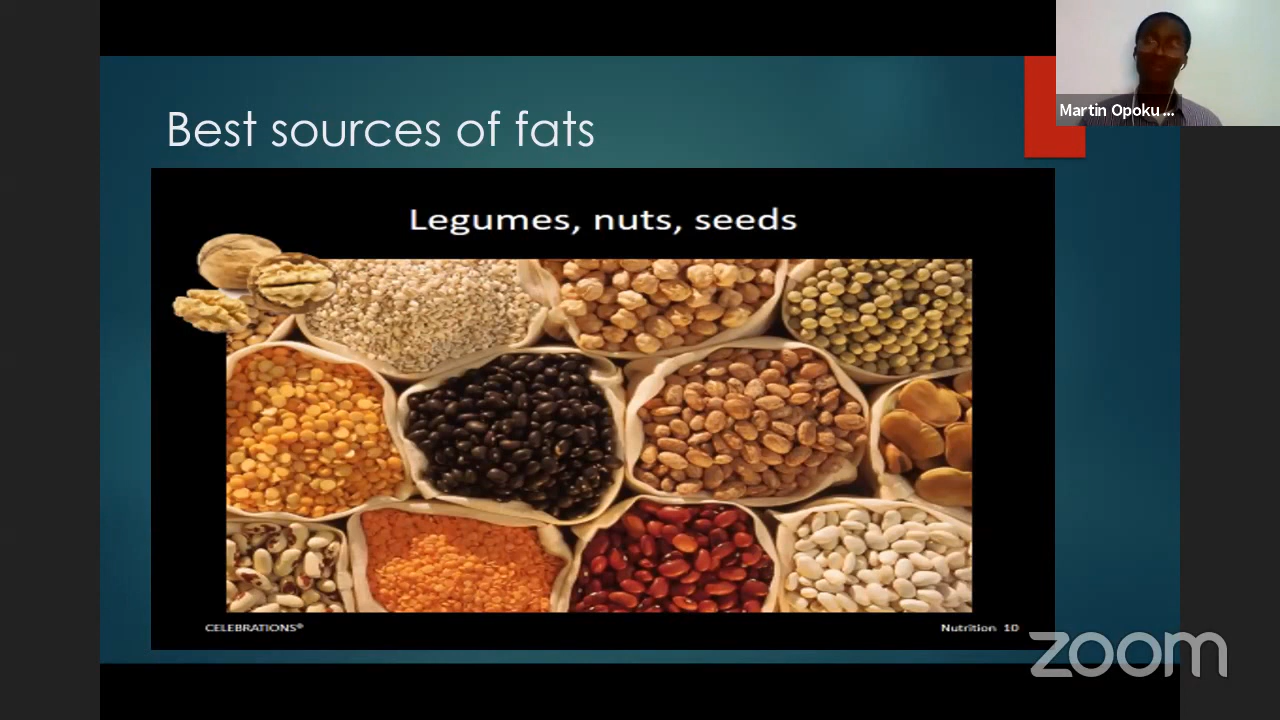 Martin Opoku ...
Best sources of fats
Legumes, nuts, seeds
CELEBRATIONS®
Nutrition 10
zoom